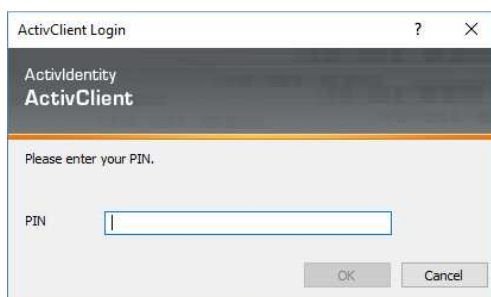 ActivClient Login ? ✕
ActivIdentity
ActivClient
Please enter your PIN.
PIN
OK Cancel